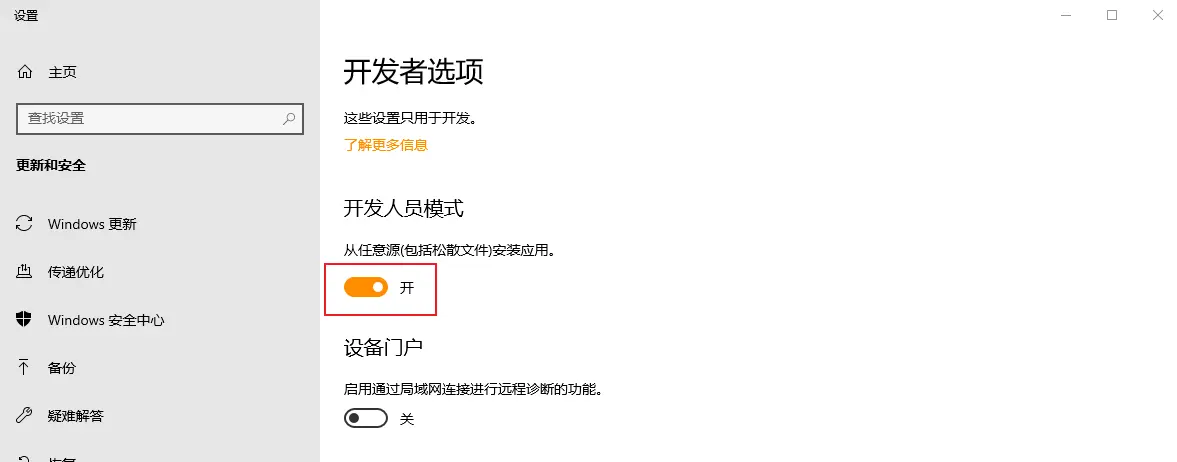 设置
主页
查找设置
更新和安全
Windows 更新
传递优化
Windows 安全中心
备份
疑难解答
开发者选项
这些设置只用于开发。
了解更多信息
开发人员模式
从任意源(包括松散文件)安装应用。
开
设备门户
启用通过局域网连接进行远程诊断的功能。
关